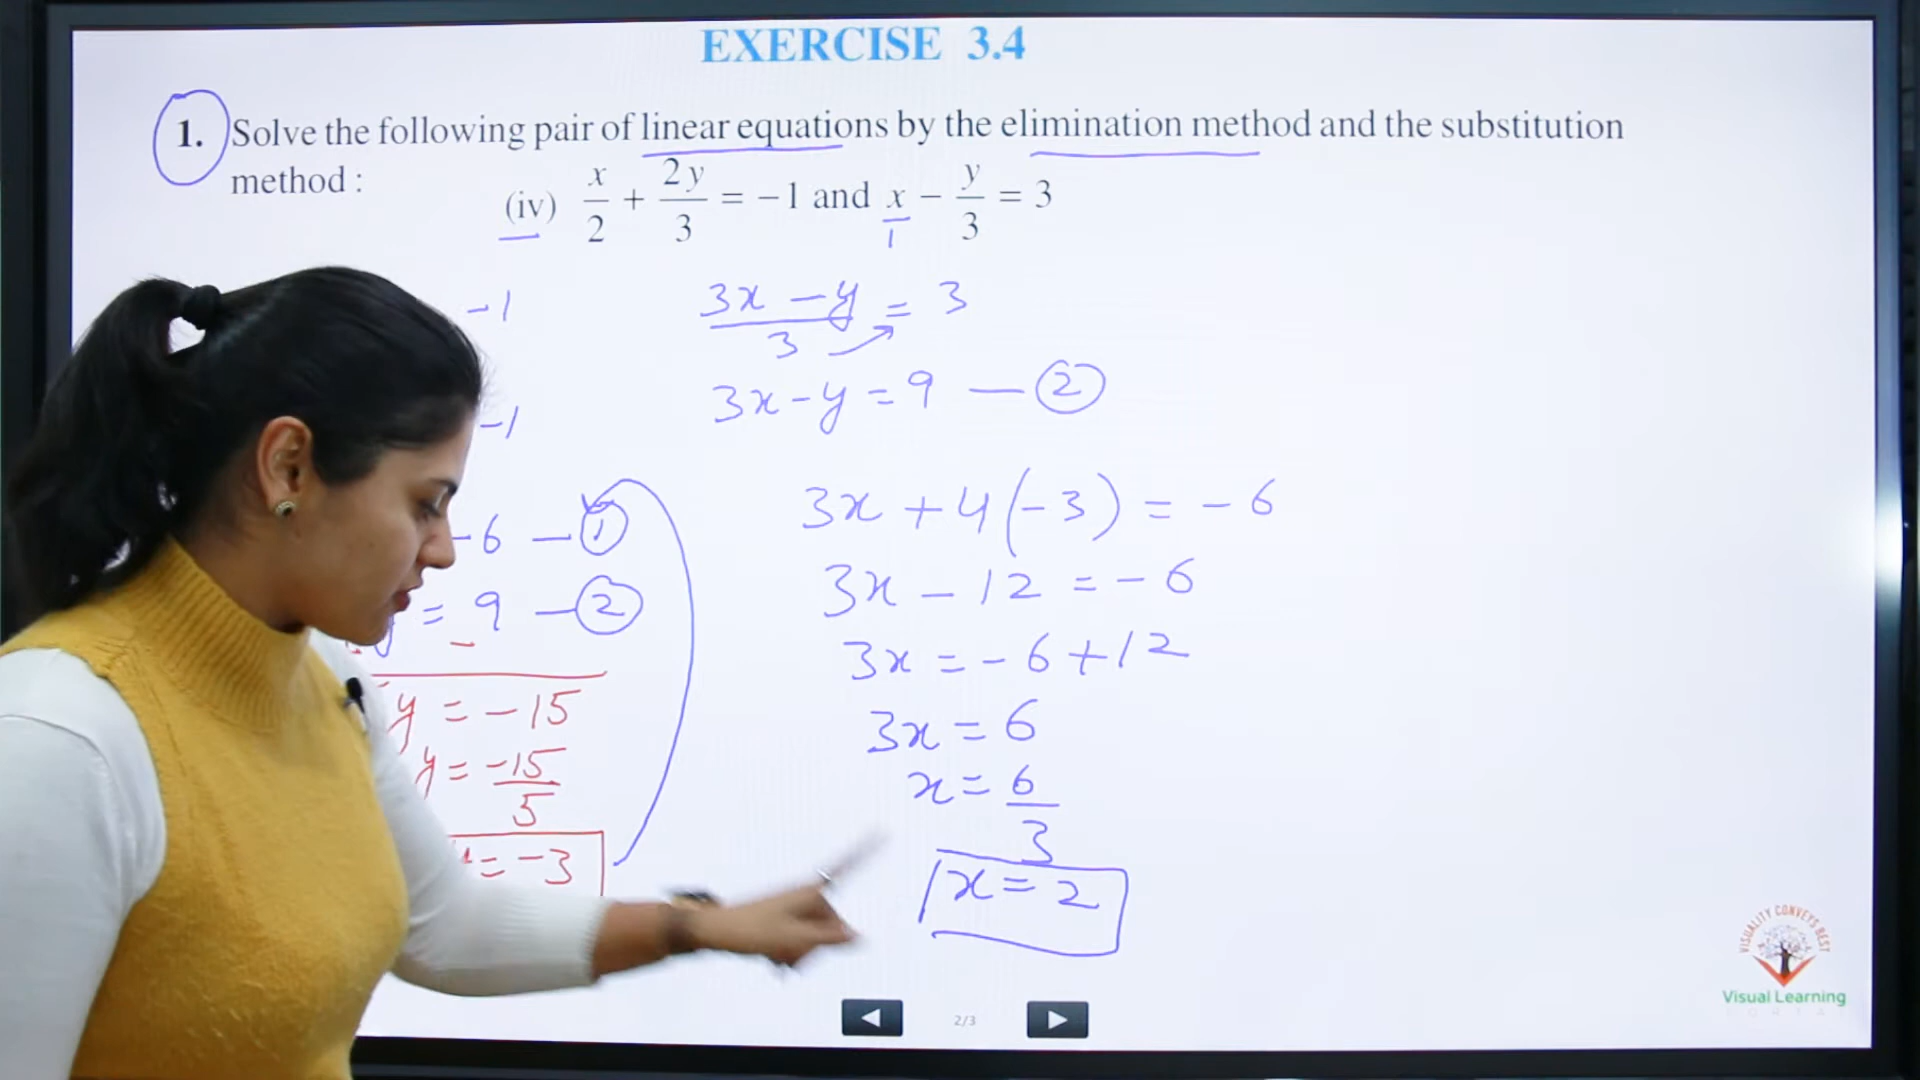 EXERCISE 3.4
1. Solve the following pair of linear equations by the elimination method and the substitution
method :
(iv) x/2 + 2y/3 = −1 and x/1 − y/3 = 3
-1
-1
-6 — ①
= 9 — ②
-
y = -15
y = -15/5
= -3
(3x - y)/3 = 3
3x - y = 9 — ②
3x + 4(-3) = -6
3x - 12 = -6
3x = -6 + 12
3x = 6
x = 6/3
x = 2
2/3
VISUALITY CONVEYS BEST
Visual Learning